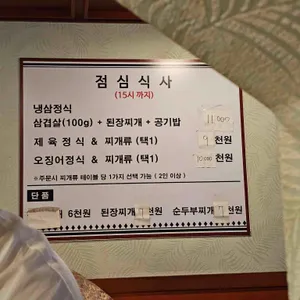 점심식사
(15시 까지)
냉삼정식
삼겹살(100g) + 된장찌개 + 공기밥
제육정식 & 찌개류 (택1) 9천원
오징어정식 & 찌개류 (택1) 천원
※주문시 찌개류 테이블 당 1가지 선택 가능 ( 2인 이상 )
단품
개 6천원 된장찌개 천원 순두부찌개 천원